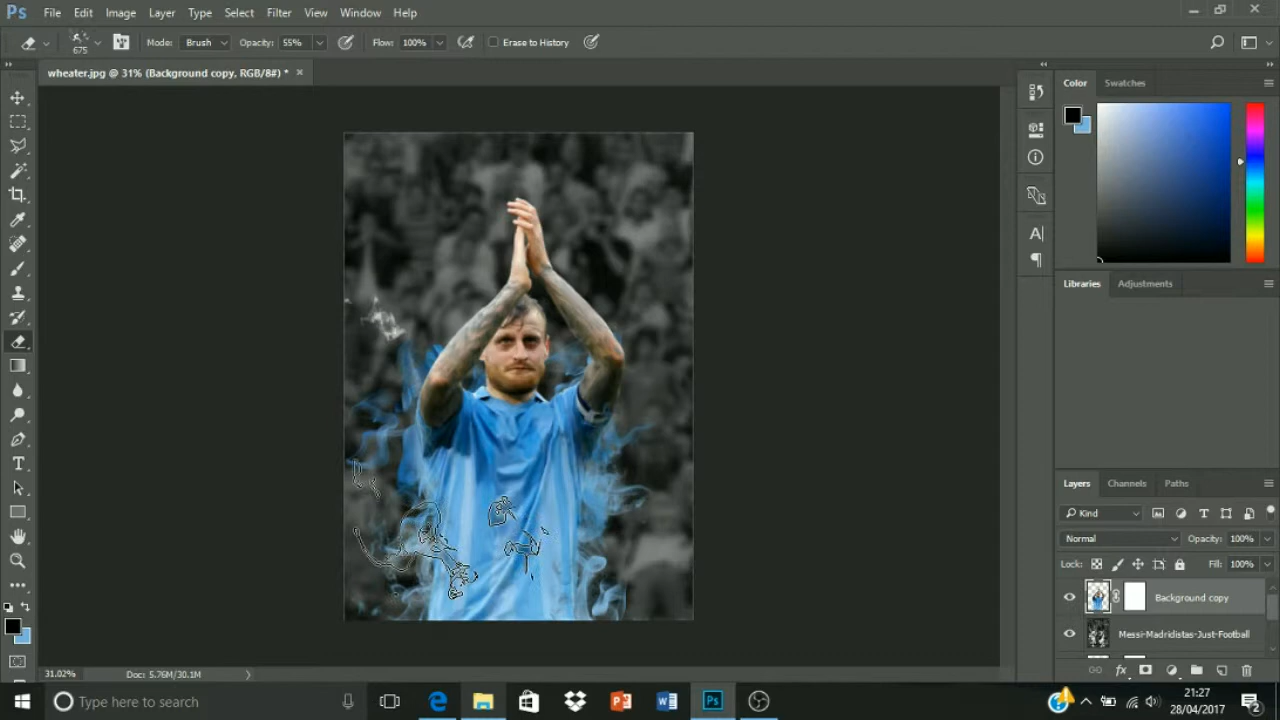 Ps File Edit Image Layer Type Select Filter View Window Help
675 Mode: Brush Opacity: 55% Flow: 100% Erase to History
wheater.jpg @ 31% (Background copy, RGB/8#) * ×
Color Swatches
Libraries Adjustments
Layers Channels Paths
Kind
Normal Opacity: 100%
Lock: Fill: 100%
Background copy
Messi-Madridistas-Just-Football
31.02% Doc: 5.76M/30.1M
Type here to search
21:27
28/04/2017
2